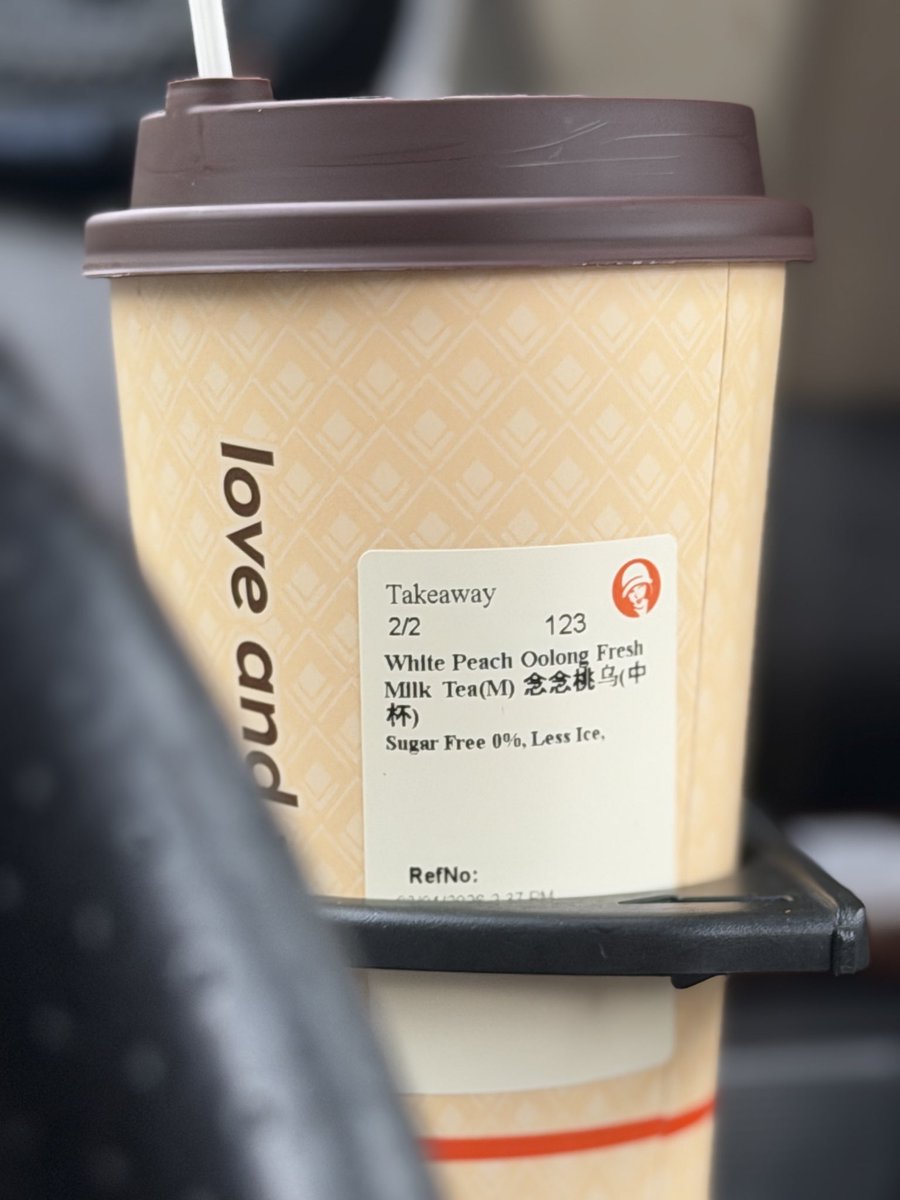 love and
Takeaway
2/2 123
White Peach Oolong Fresh
Milk Tea(M) 念念桃乌(中
杯)
Sugar Free 0%, Less Ice,
RefNo: